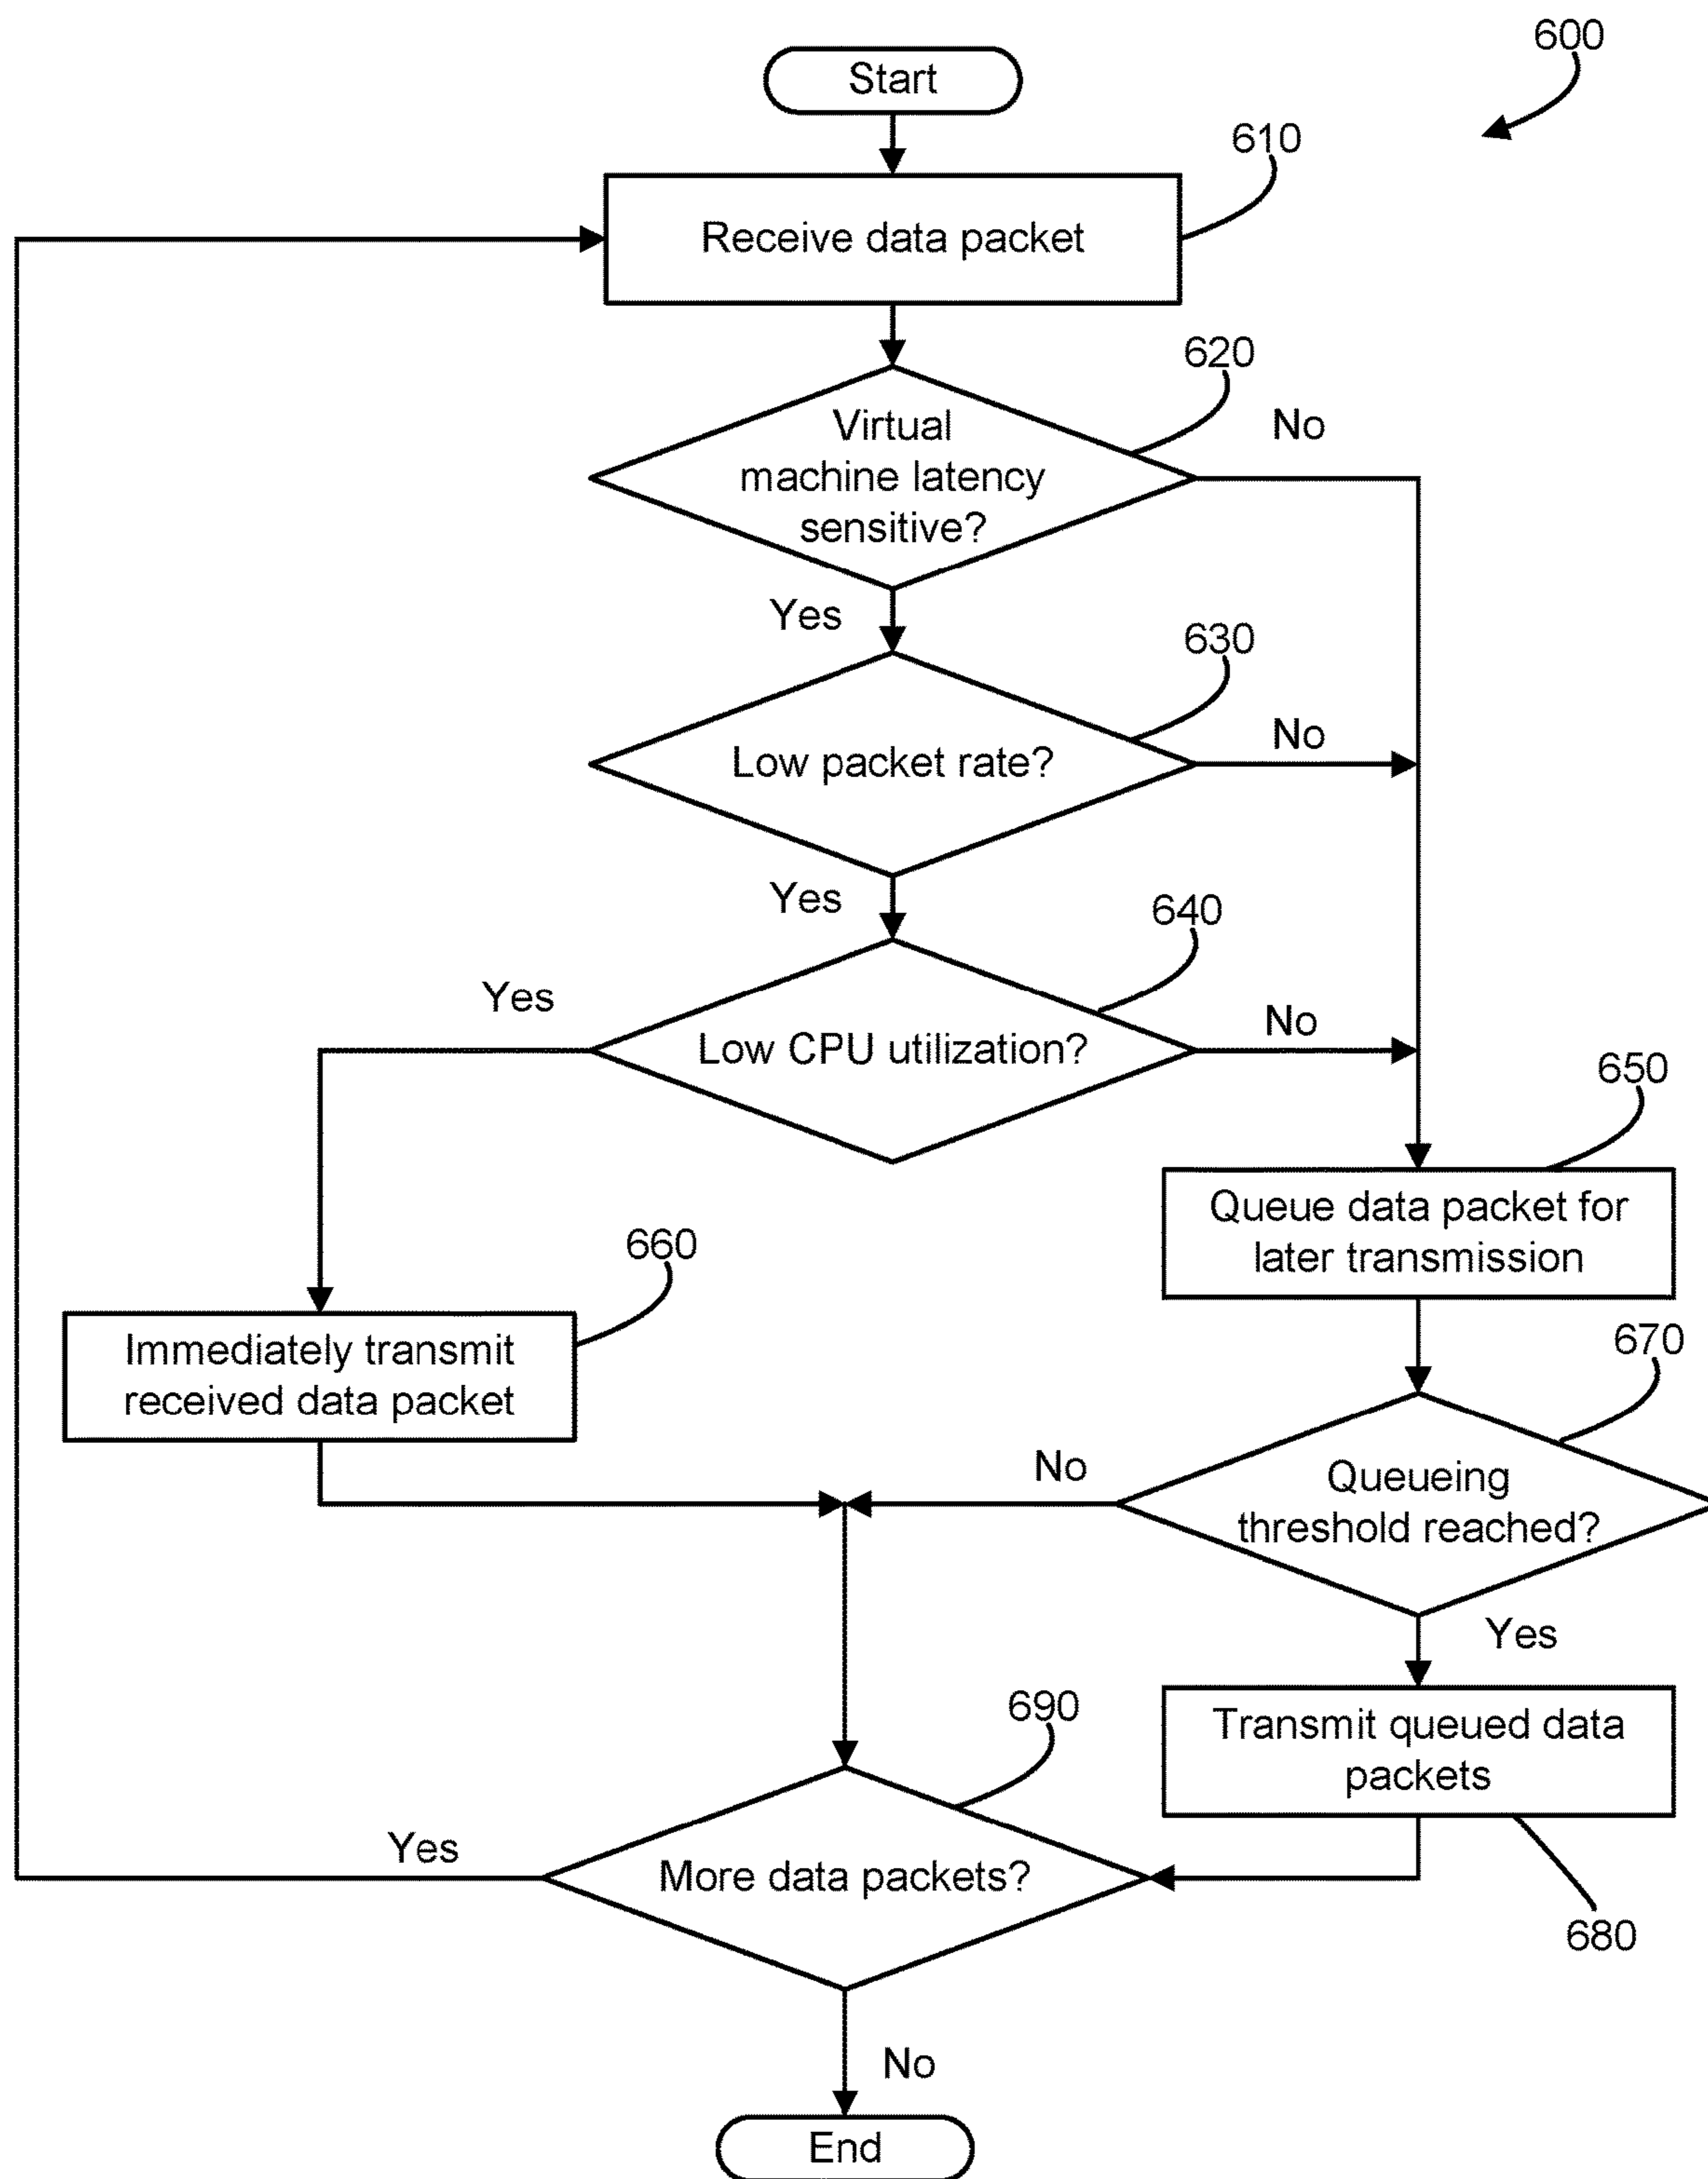 600
Start
610
Receive data packet
620
Virtual
machine latency
sensitive?
No
Yes
630
Low packet rate?
No
Yes
640
Yes
Low CPU utilization?
No
650
Queue data packet for
later transmission
660
Immediately transmit
received data packet
670
No
Queueing
threshold reached?
Yes
690
Transmit queued data
packets
Yes
More data packets?
680
No
End